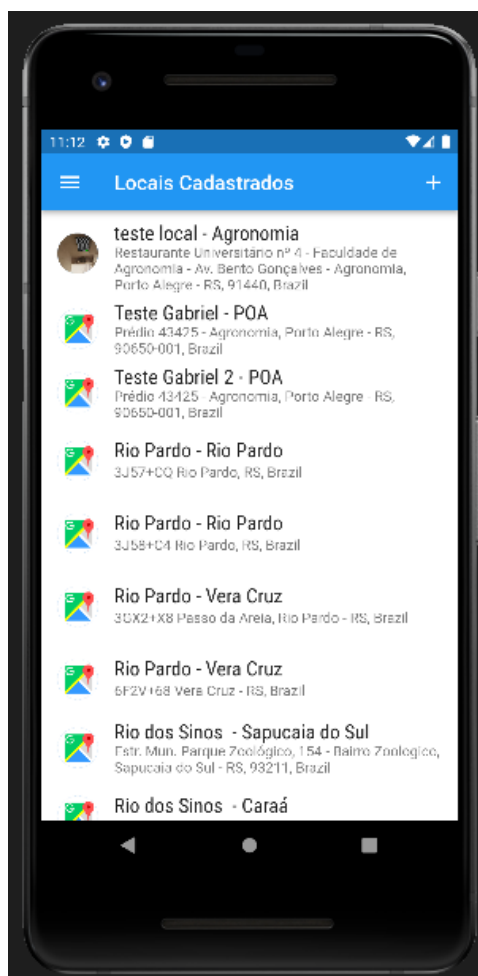 11:12
Locais Cadastrados
teste local - Agronomia
Restaurante Universitário nº 4 - Faculdade de
Agronomia - Av. Bento Gonçalves - Agronomia,
Porto Alegre - RS, 91440, Brazil
Teste Gabriel - POA
Prédio 43425 - Agronomia, Porto Alegre - RS,
90650-001, Brazil
Teste Gabriel 2 - POA
Prédio 43425 - Agronomia, Porto Alegre - RS,
90650-001, Brazil
Rio Pardo - Rio Pardo
3J57+CQ Rio Pardo, RS, Brazil
Rio Pardo - Rio Pardo
3J58+C4 Rio Pardo, RS, Brazil
Rio Pardo - Vera Cruz
3GX2+X8 Passo da Areia, Rio Pardo - RS, Brazil
Rio Pardo - Vera Cruz
6F2V+68 Vera Cruz - RS, Brazil
Rio dos Sinos - Sapucaia do Sul
Estr. Mun. Parque Zoológico, 154 - Bairro Zoologico,
Sapucaia do Sul - RS, 93211, Brazil
Rio dos Sinos - Caraá